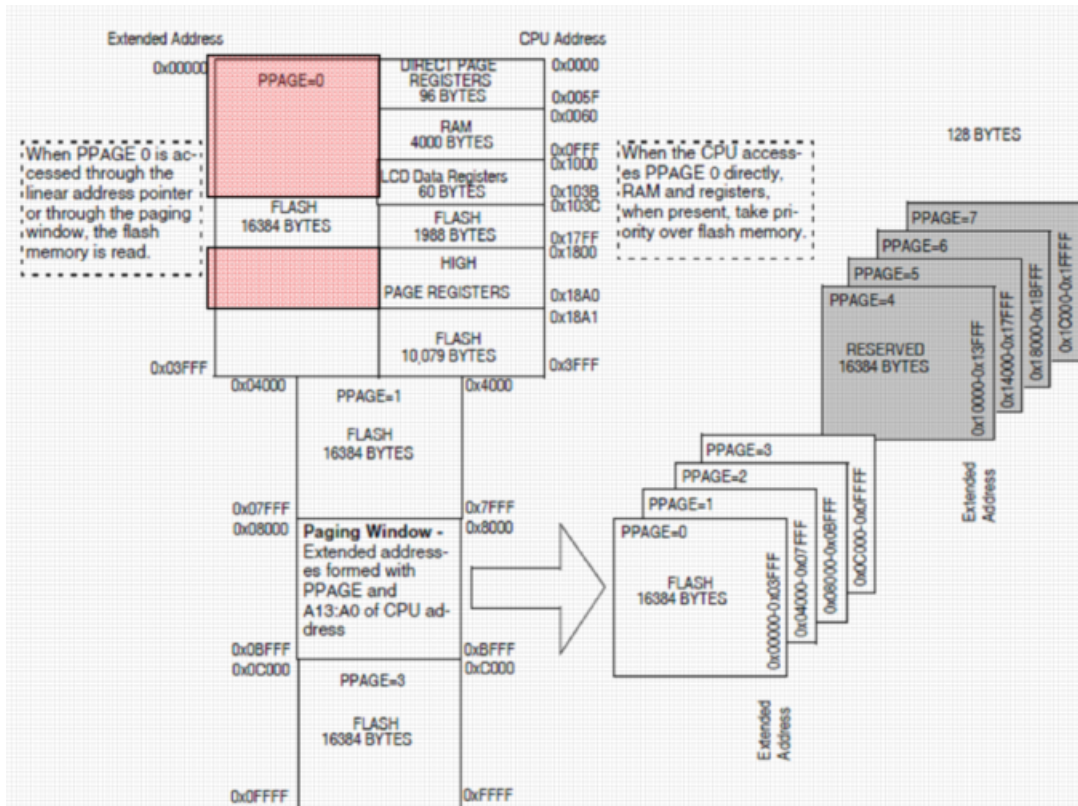 Extended Address
CPU Address
0x00000
PPAGE=0
DIRECT PAGE
REGISTERS
96 BYTES
0x0000
0x005F
0x0060
RAM
4000 BYTES
0x0FFF
0x1000
LCD Data Registers
60 BYTES
0x103B
0x103C
FLASH
16384 BYTES
FLASH
1988 BYTES
0x17FF
0x1800
HIGH
PAGE REGISTERS
0x18A0
0x18A1
FLASH
10,079 BYTES
0x03FFF
0x3FFF
When PPAGE 0 is ac-
cessed through the
linear address pointer
or through the paging
window, the flash
memory is read.
When the CPU access-
es PPAGE 0 directly,
RAM and registers,
when present, take pri-
ority over flash memory.
128 BYTES
0x04000
0x4000
PPAGE=1
FLASH
16384 BYTES
0x07FFF
0x7FFF
0x08000
0x8000
Paging Window -
Extended address-
es formed with
PPAGE and
A13:A0 of CPU ad-
dress
0x0BFFF
0xBFFF
0x0C000
0xC000
PPAGE=3
FLASH
16384 BYTES
0x0FFFF
0xFFFF
PPAGE=7
PPAGE=6
PPAGE=5
PPAGE=4
RESERVED
16384 BYTES
0x10000-0x13FFF
0x14000-0x17FFF
0x18000-0x1BFFF
0x1C000-0x1FFFF
Extended
Address
PPAGE=3
PPAGE=2
PPAGE=1
PPAGE=0
FLASH
16384 BYTES
0x00000-0x03FFF
0x04000-0x07FFF
0x08000-0x0BFFF
0x0C000-0x0FFFF
Extended
Address